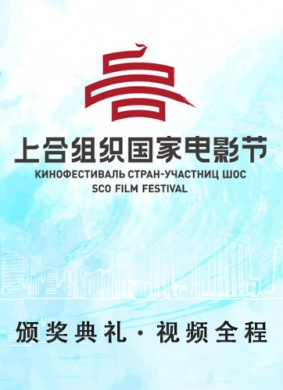 上合组织国家电影节
КИНОФЕСТИВАЛЬ СТРАН-УЧАСТНИЦ ШОС
SCO FILM FESTIVAL
颁奖典礼·视频全程